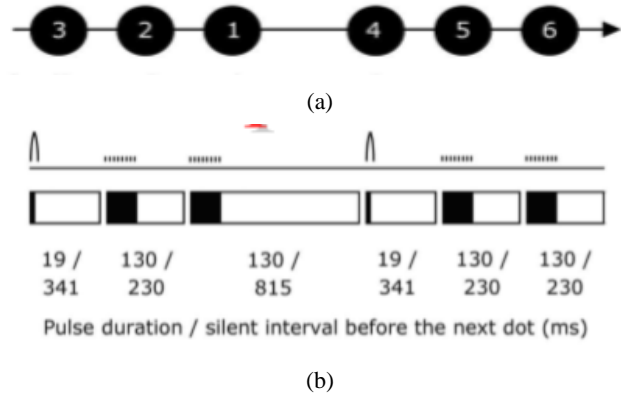 3 2 1 4 5 6
(a)
19 / 130 / 130 / 19 / 130 / 130 /
341 230 815 341 230 230
Pulse duration / silent interval before the next dot (ms)
(b)